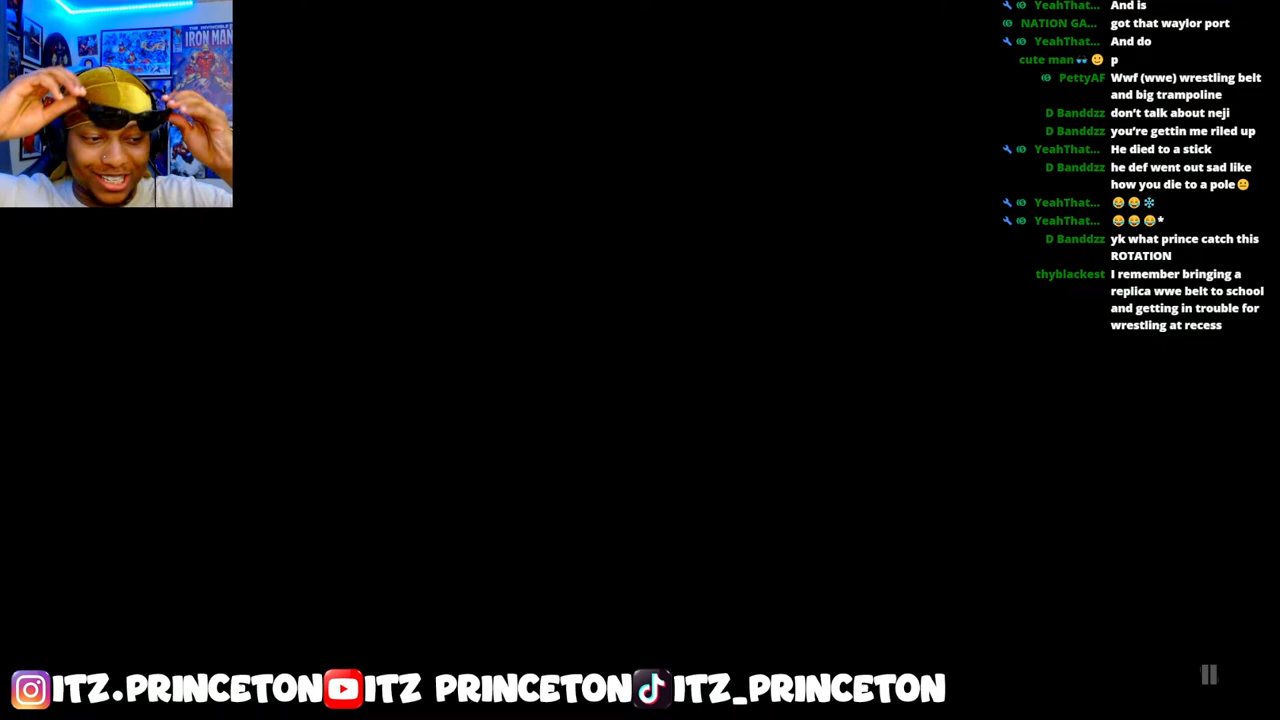 THE INVINCIBLE
IRON MAN
YeahThat... And is
NATION GA... got that waylor port
YeahThat... And do
cute man🕶️🙂 p
PettyAF Wwf (wwe) wrestling belt
and big trampoline
D Banddzz don't talk about neji
D Banddzz you're gettin me riled up
YeahThat... He died to a stick
D Banddzz he def went out sad like
how you die to a pole😐
YeahThat... 😂😂❄️
YeahThat... 😂😂😂*
D Banddzz yk what prince catch this
ROTATION
thyblackest I remember bringing a
replica wwe belt to school
and getting in trouble for
wrestling at recess
ITZ.PRINCETON ITZ PRINCETON ITZ_PRINCETON